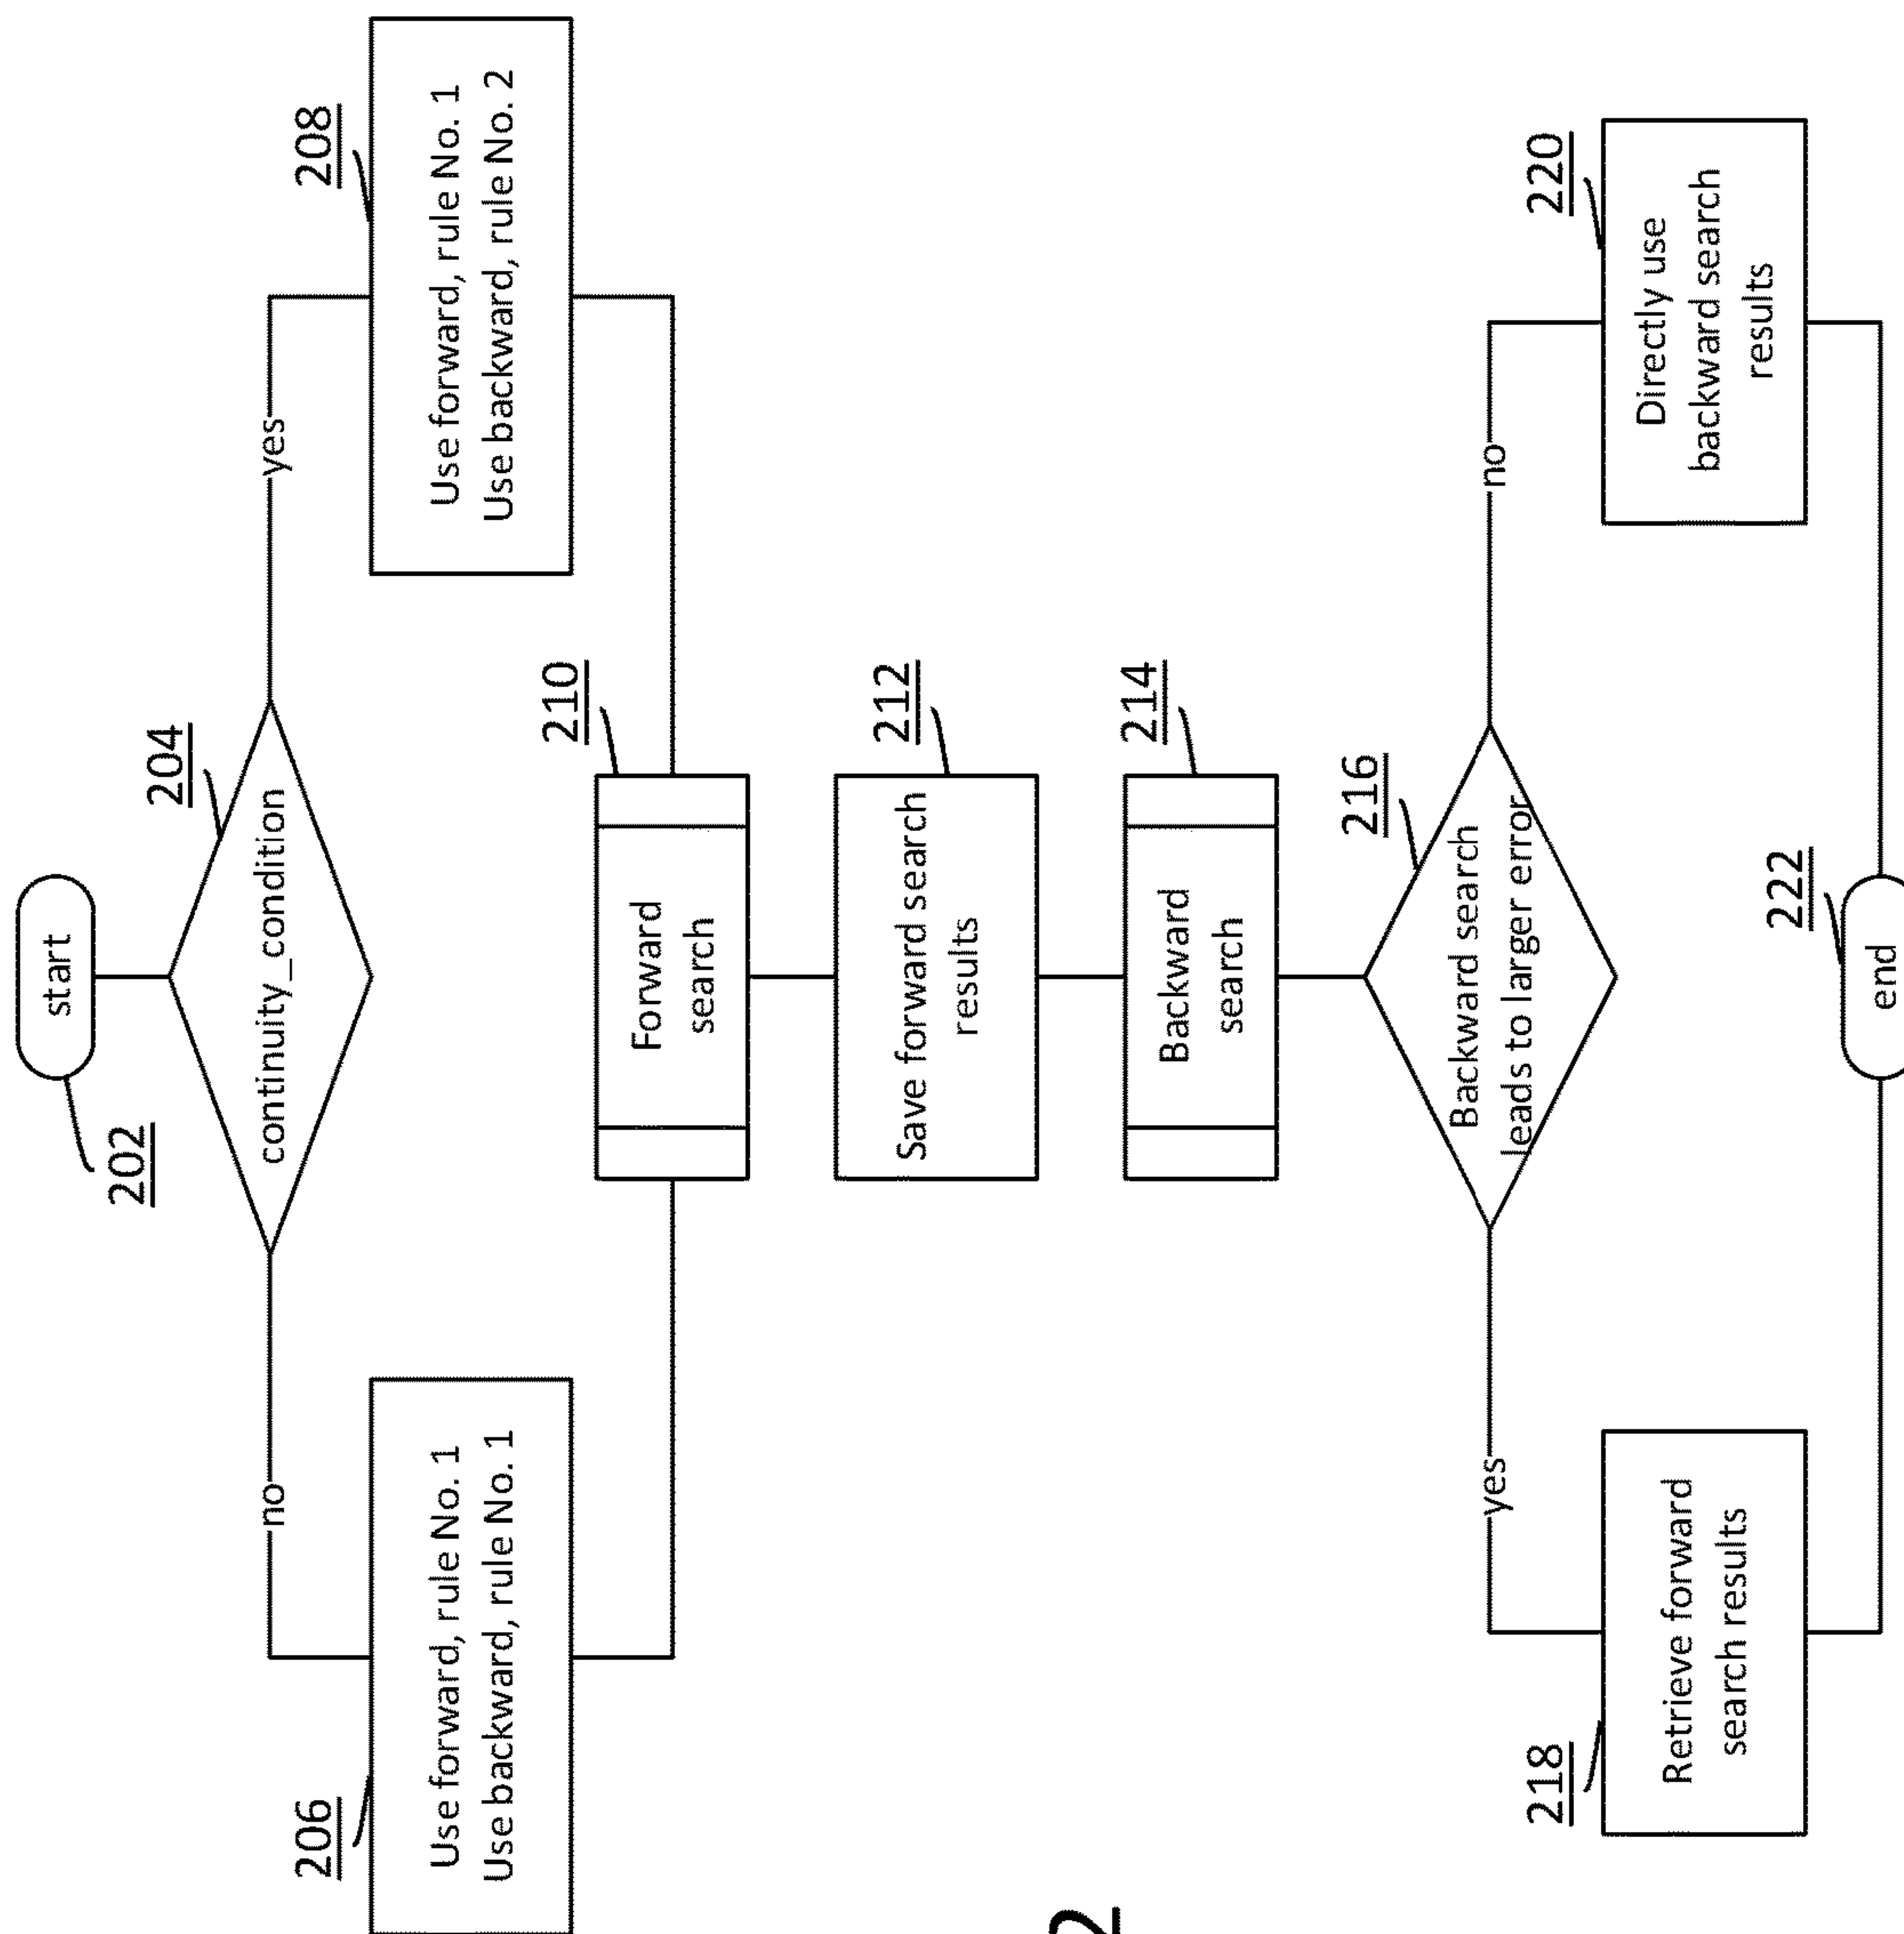 202
start
204
continuity_condition
no
yes
206
Use forward, rule No. 1
Use backward, rule No. 1
208
Use forward, rule No. 1
Use backward, rule No. 2
210
Forward
search
212
Save forward search
results
214
Backward
search
216
Backward search
leads to larger error
yes
no
218
Retrieve forward
search results
220
Directly use
backward search
results
222
end
2